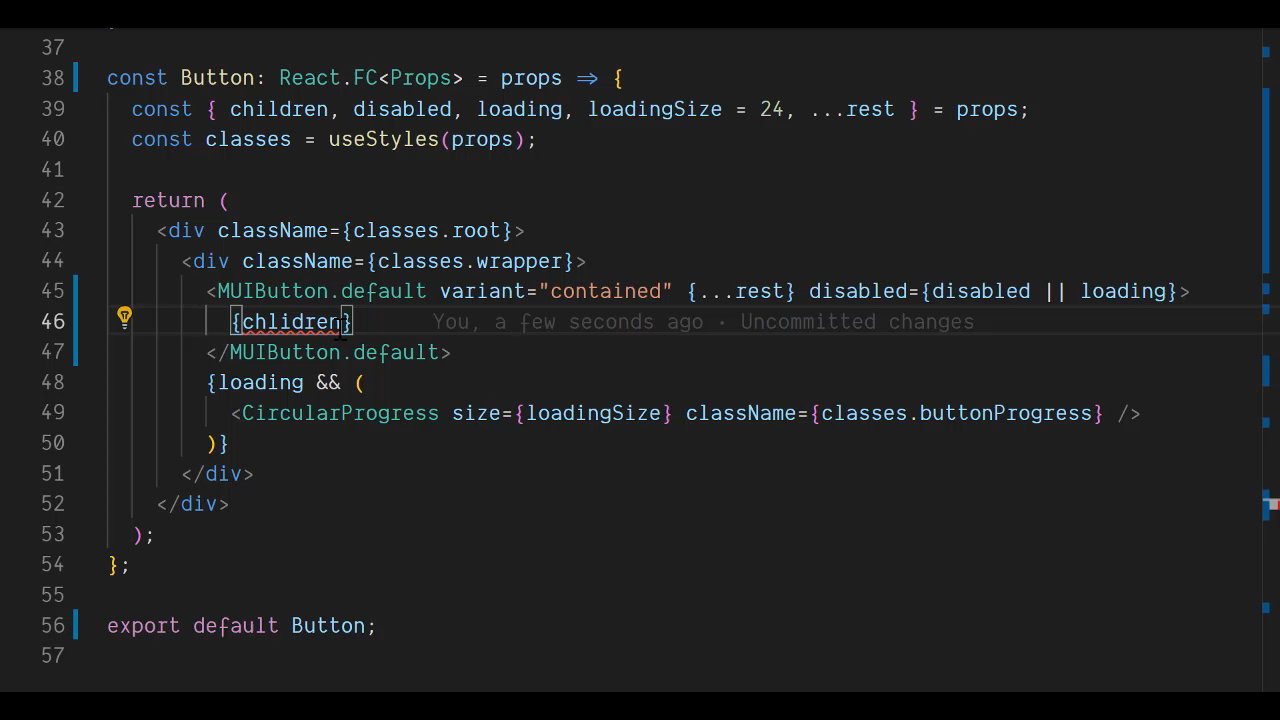 37
38 const Button: React.FC<Props> = props => {
39 const { children, disabled, loading, loadingSize = 24, ...rest } = props;
40 const classes = useStyles(props);
41
42 return (
43 <div className={classes.root}>
44 <div className={classes.wrapper}>
45 <MUIButton.default variant="contained" {...rest} disabled={disabled || loading}>
46 {chlidren} You, a few seconds ago · Uncommitted changes
47 </MUIButton.default>
48 {loading && (
49 <CircularProgress size={loadingSize} className={classes.buttonProgress} />
50 )}
51 </div>
52 </div>
53 );
54 };
55
56 export default Button;
57